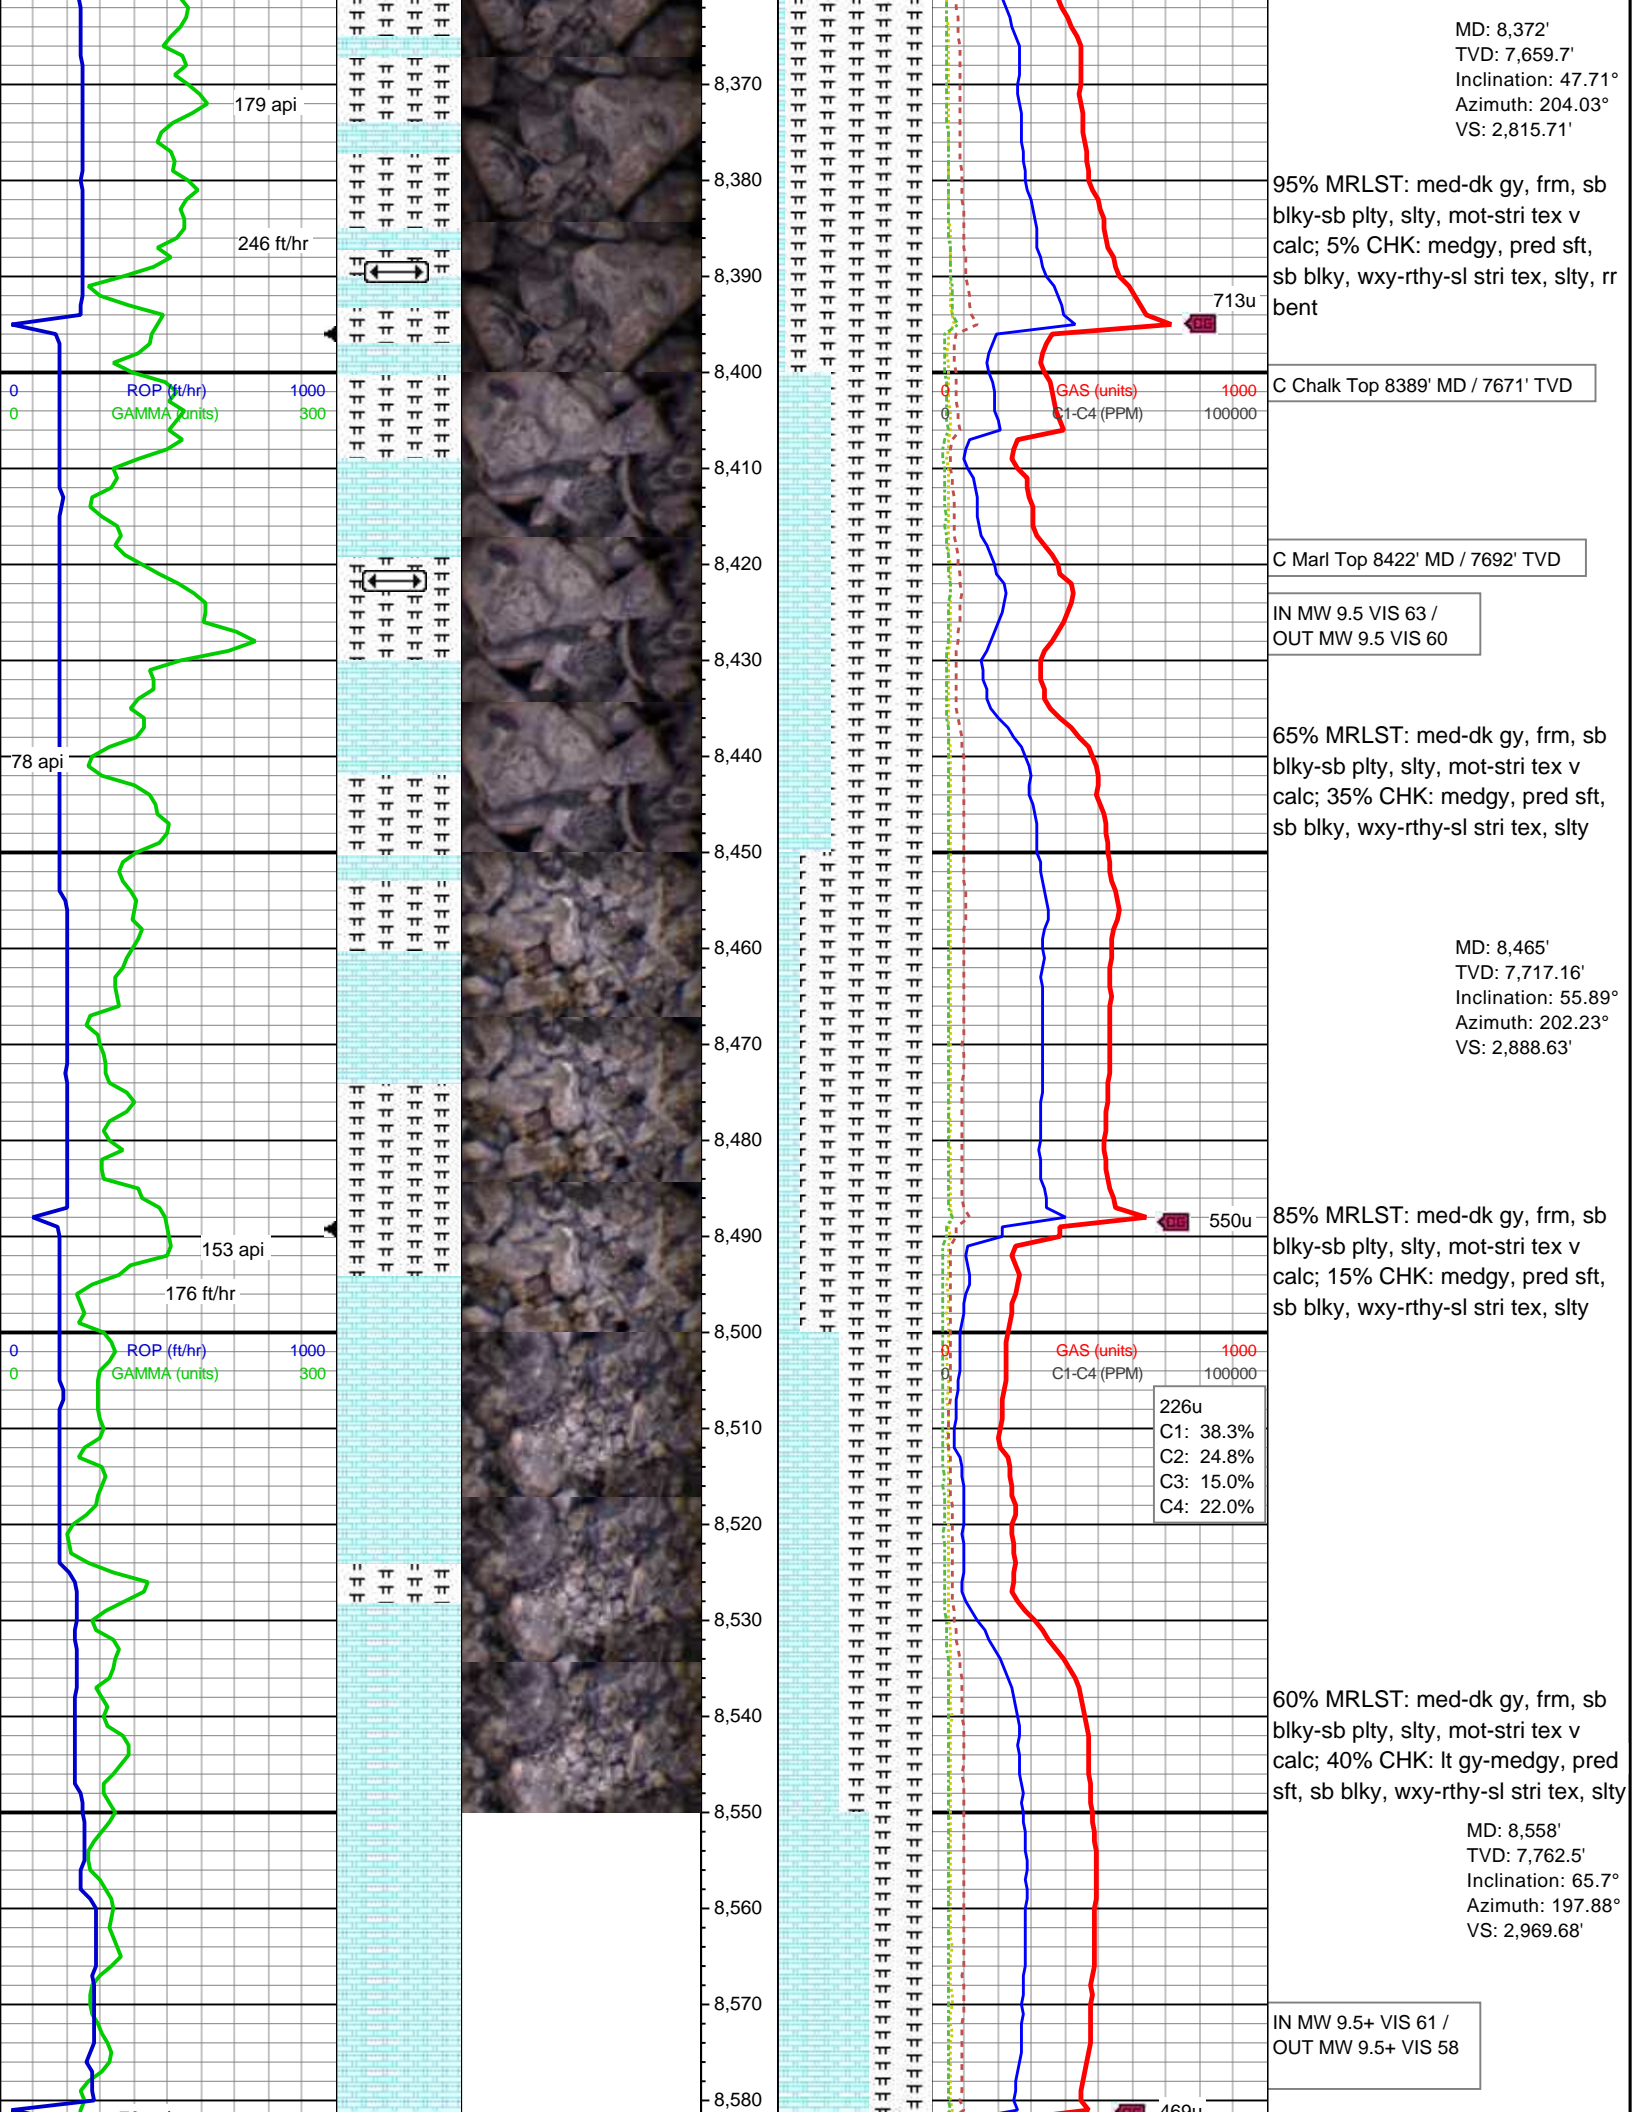 MD: 8,372'
TVD: 7,659.7'
Inclination: 47.71°
Azimuth: 204.03°
VS: 2,815.71'
8,370
179 api
8,380
95% MRLST: med-dk gy, frm, sb
blky-sb plty, slty, mot-stri tex v
calc; 5% CHK: medgy, pred sft,
sb blky, wxy-rthy-sl stri tex, slty, rr
bent
246 ft/hr
8,390
713u
CG
8,400
0 ROP (ft/hr) 1000
0 GAMMA (units) 300
0 GAS (units) 1000
0 C1-C4 (PPM) 100000
C Chalk Top 8389' MD / 7671' TVD
8,410
8,420
C Marl Top 8422' MD / 7692' TVD
IN MW 9.5 VIS 63 /
OUT MW 9.5 VIS 60
8,430
78 api
8,440
65% MRLST: med-dk gy, frm, sb
blky-sb plty, slty, mot-stri tex v
calc; 35% CHK: medgy, pred sft,
sb blky, wxy-rthy-sl stri tex, slty
8,450
8,460
MD: 8,465'
TVD: 7,717.16'
Inclination: 55.89°
Azimuth: 202.23°
VS: 2,888.63'
8,470
8,480
CG
550u
8,490
153 api
176 ft/hr
85% MRLST: med-dk gy, frm, sb
blky-sb plty, slty, mot-stri tex v
calc; 15% CHK: medgy, pred sft,
sb blky, wxy-rthy-sl stri tex, slty
8,500
0 ROP (ft/hr) 1000
0 GAMMA (units) 300
0 GAS (units) 1000
0 C1-C4 (PPM) 100000
226u
C1: 38.3%
C2: 24.8%
C3: 15.0%
C4: 22.0%
8,510
8,520
8,530
8,540
60% MRLST: med-dk gy, frm, sb
blky-sb plty, slty, mot-stri tex v
calc; 40% CHK: lt gy-medgy, pred
sft, sb blky, wxy-rthy-sl stri tex, slty
8,550
MD: 8,558'
TVD: 7,762.5'
Inclination: 65.7°
Azimuth: 197.88°
VS: 2,969.68'
8,560
8,570
IN MW 9.5+ VIS 61 /
OUT MW 9.5+ VIS 58
8,580
469u